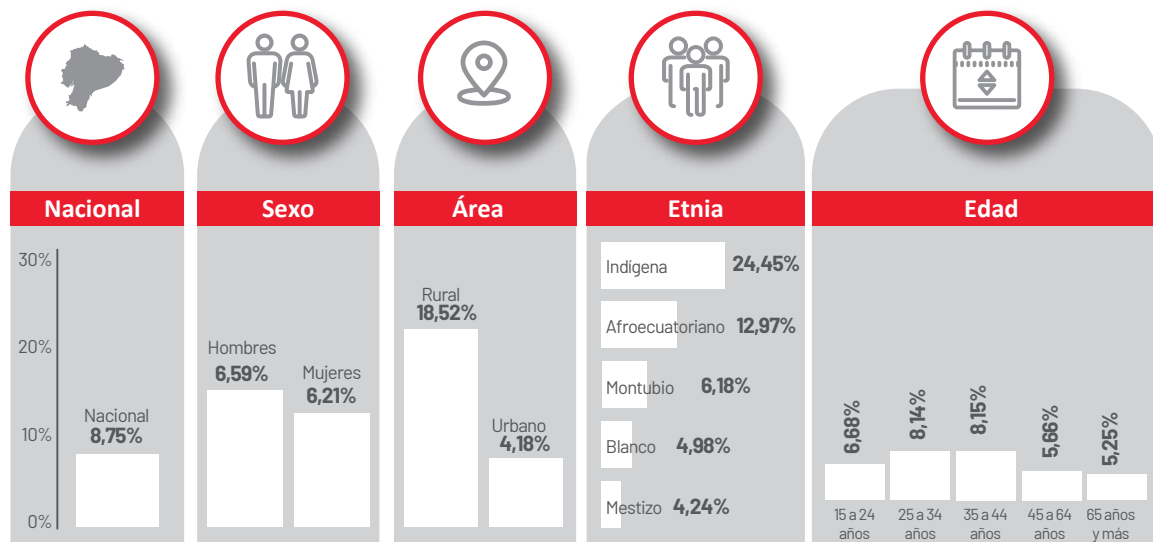 Nacional
30%
20%
10%
0%
Nacional
8,75%
Sexo
Hombres
6,59%
Mujeres
6,21%
Área
Rural
18,52%
Urbano
4,18%
Etnia
Indígena 24,45%
Afroecuatoriano 12,97%
Montubio 6,18%
Blanco 4,98%
Mestizo 4,24%
Edad
6,68%
15 a 24
años
8,14%
25 a 34
años
8,15%
35 a 44
años
5,66%
45 a 64
años
5,25%
65 años
y más